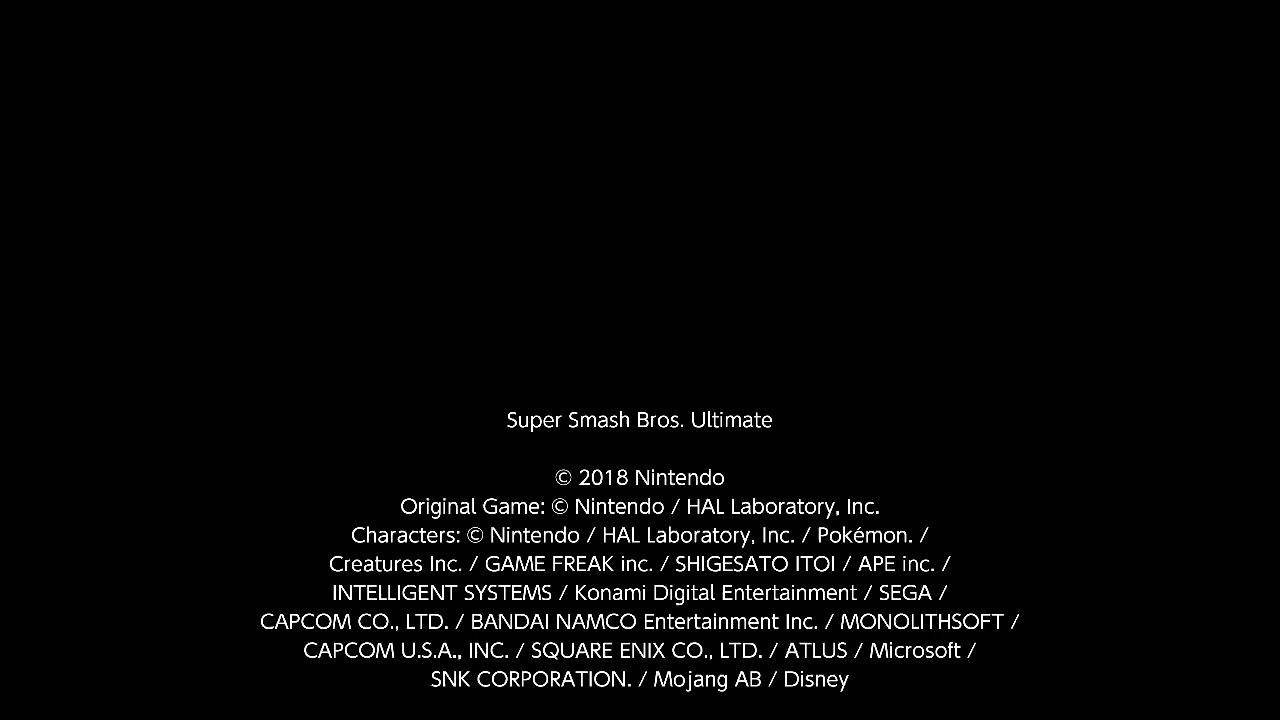 Super Smash Bros. Ultimate
© 2018 Nintendo
Original Game: © Nintendo / HAL Laboratory, Inc.
Characters: © Nintendo / HAL Laboratory, Inc. / Pokémon. /
Creatures Inc. / GAME FREAK inc. / SHIGESATO ITOI / APE inc. /
INTELLIGENT SYSTEMS / Konami Digital Entertainment / SEGA /
CAPCOM CO., LTD. / BANDAI NAMCO Entertainment Inc. / MONOLITHSOFT /
CAPCOM U.S.A., INC. / SQUARE ENIX CO., LTD. / ATLUS / Microsoft /
SNK CORPORATION. / Mojang AB / Disney